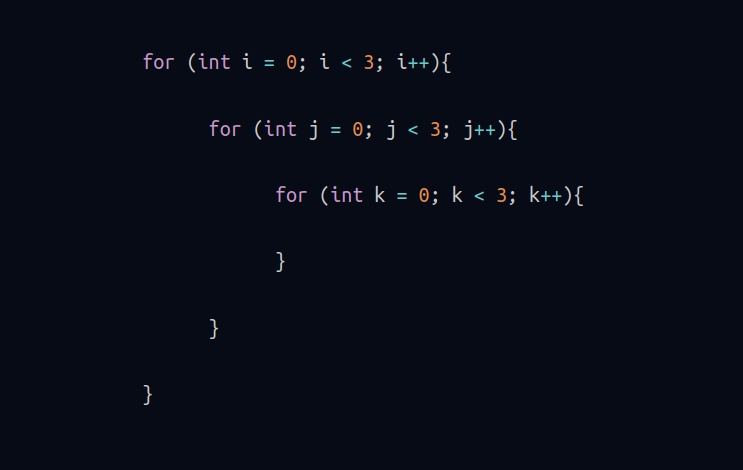 for (int i = 0; i < 3; i++){
for (int j = 0; j < 3; j++){
for (int k = 0; k < 3; k++){
}
}
}